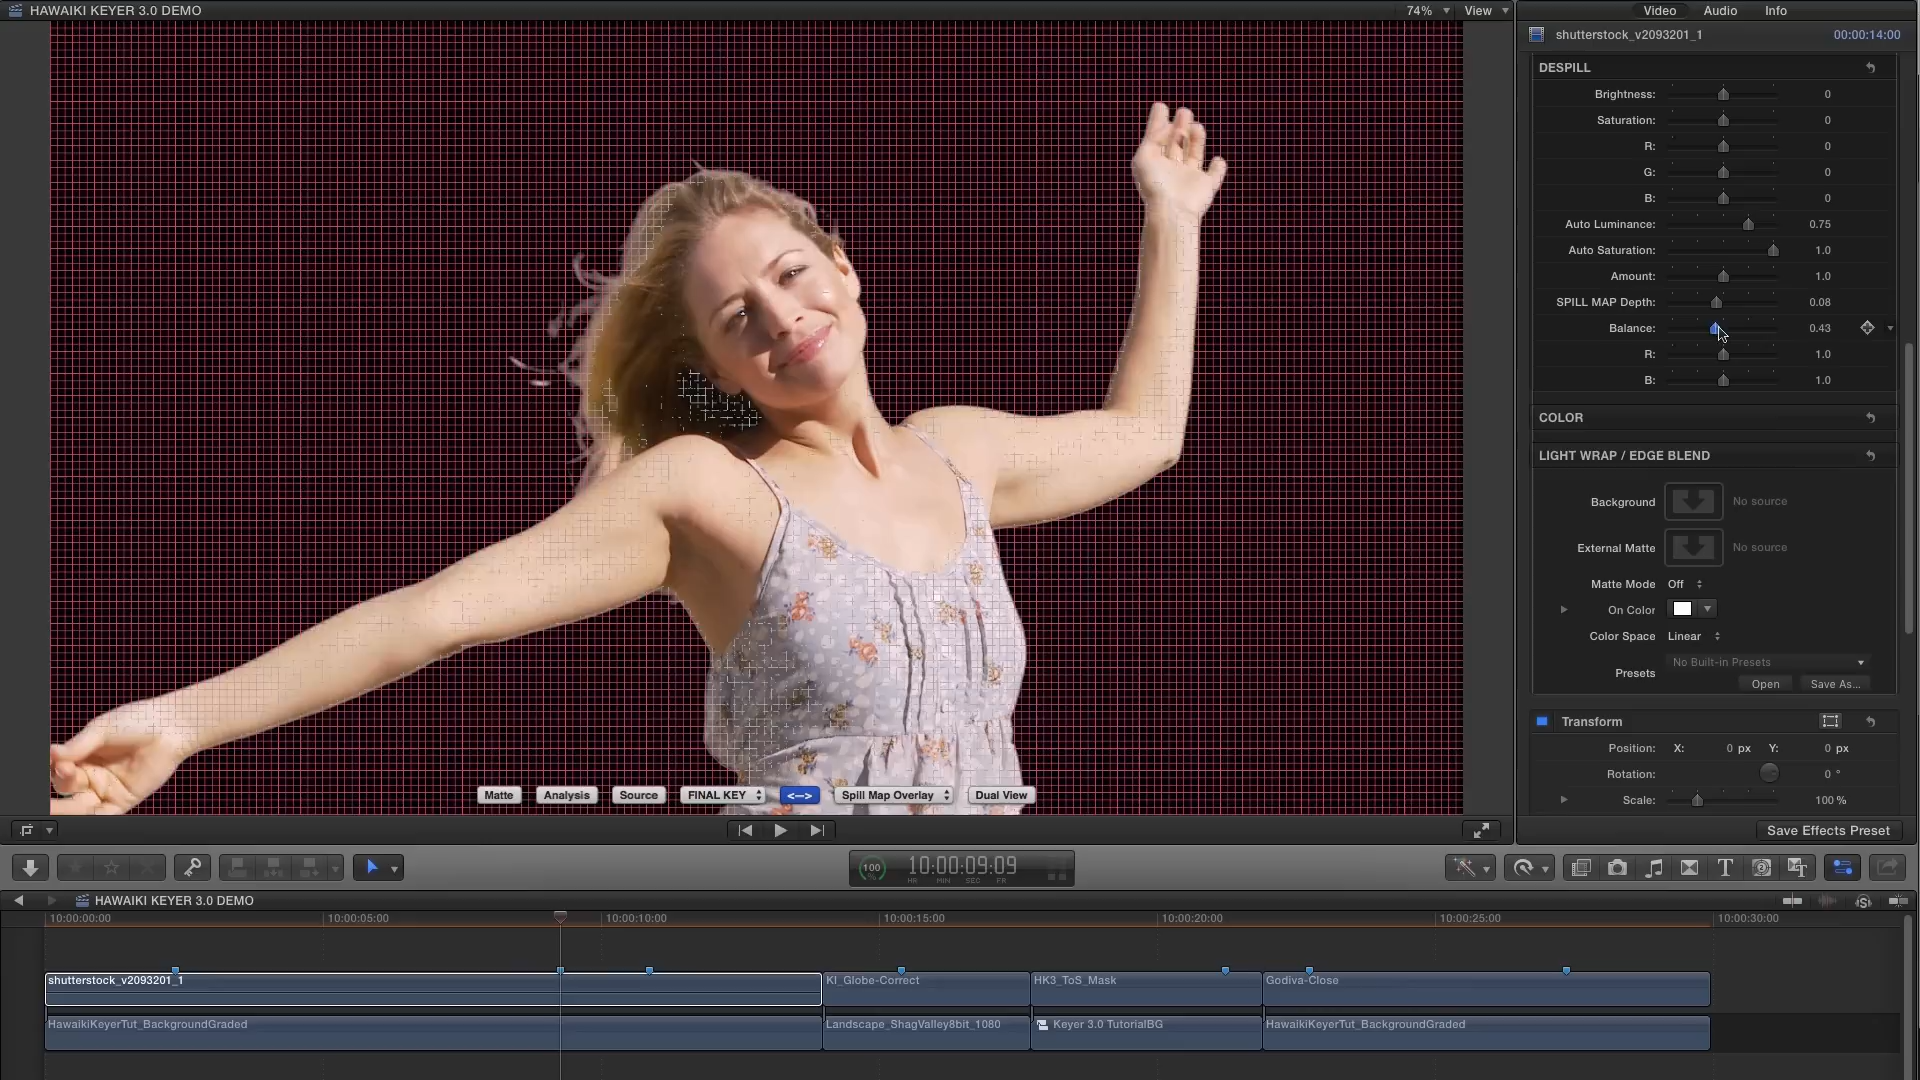 HAWAIKI KEYER 3.0 DEMO
74%
View
Video
Audio
Info
shutterstock_v2093201_1
00:00:14:00
DESPILL
Brightness: 0
Saturation: 0
R: 0
G: 0
B: 0
Auto Luminance: 0.75
Auto Saturation: 1.0
Amount: 1.0
SPILL MAP Depth: 0.08
Balance: 0.43
R: 1.0
B: 1.0
COLOR
LIGHT WRAP / EDGE BLEND
Background No source
External Matte No source
Matte Mode Off
On Color
Color Space Linear
No Built-in Presets
Presets
Open Save As...
Transform
Position: X: 0 px Y: 0 px
Rotation: 0 °
Scale: 100 %
Save Effects Preset
Matte
Analysis
Source
FINAL KEY
<-->
Spill Map Overlay
Dual View
100
%
10:00:09:09
HR MIN SEC FR
HAWAIKI KEYER 3.0 DEMO
10:00:00:00
10:00:05:00
10:00:10:00
10:00:15:00
10:00:20:00
10:00:25:00
10:00:30:00
shutterstock_v2093201_1
KI_Globe-Correct
HK3_ToS_Mask
Godiva-Close
HawaikiKeyerTut_BackgroundGraded
Landscape_ShagValley8bit_1080
Keyer 3.0 TutorialBG
HawaikiKeyerTut_BackgroundGraded